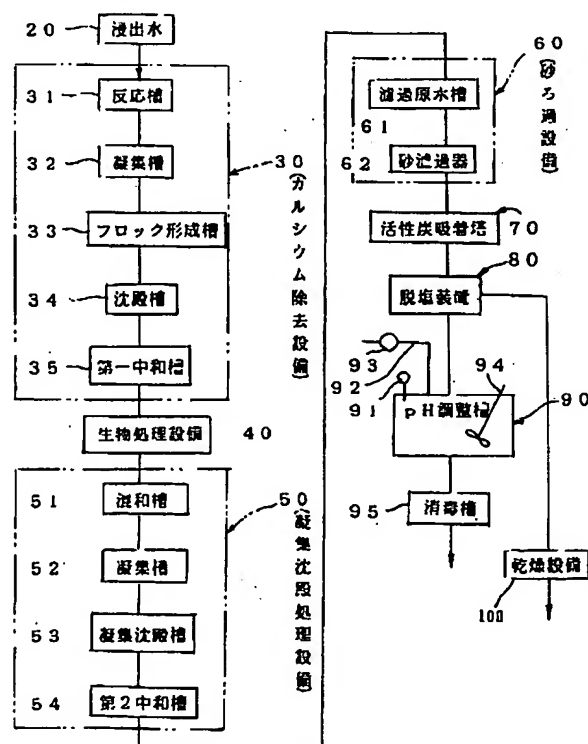 20 浸出水
31 反応槽
32 凝集槽
33 フロック形成槽
34 沈殿槽
35 第一中和槽
30(カルシウム除去設備)
生物処理設備 40
51 混和槽
52 凝集槽
53 凝集沈殿槽
54 第2中和槽
50(凝集沈殿処理設備)
60(砂ろ過設備)
濾過原水槽
61
62 砂濾過器
活性炭吸着塔 70
80
脱塩装置
93
92
91
94
pH調整槽 90
95 消毒槽
乾燥設備
100